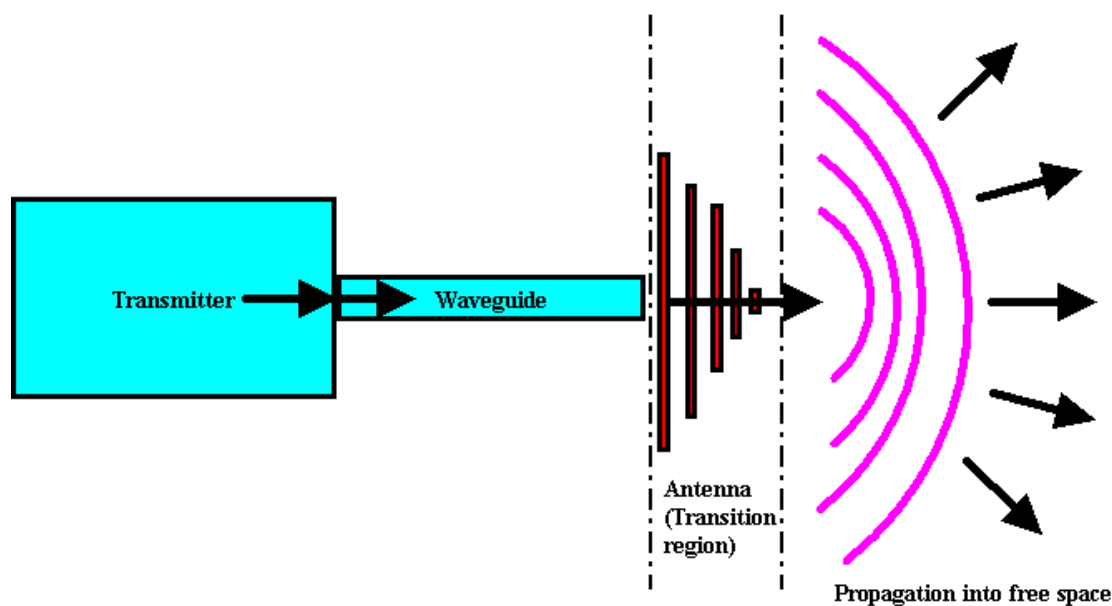 Transmitter
Waveguide
Antenna
(Transition
region)
Propagation into free space